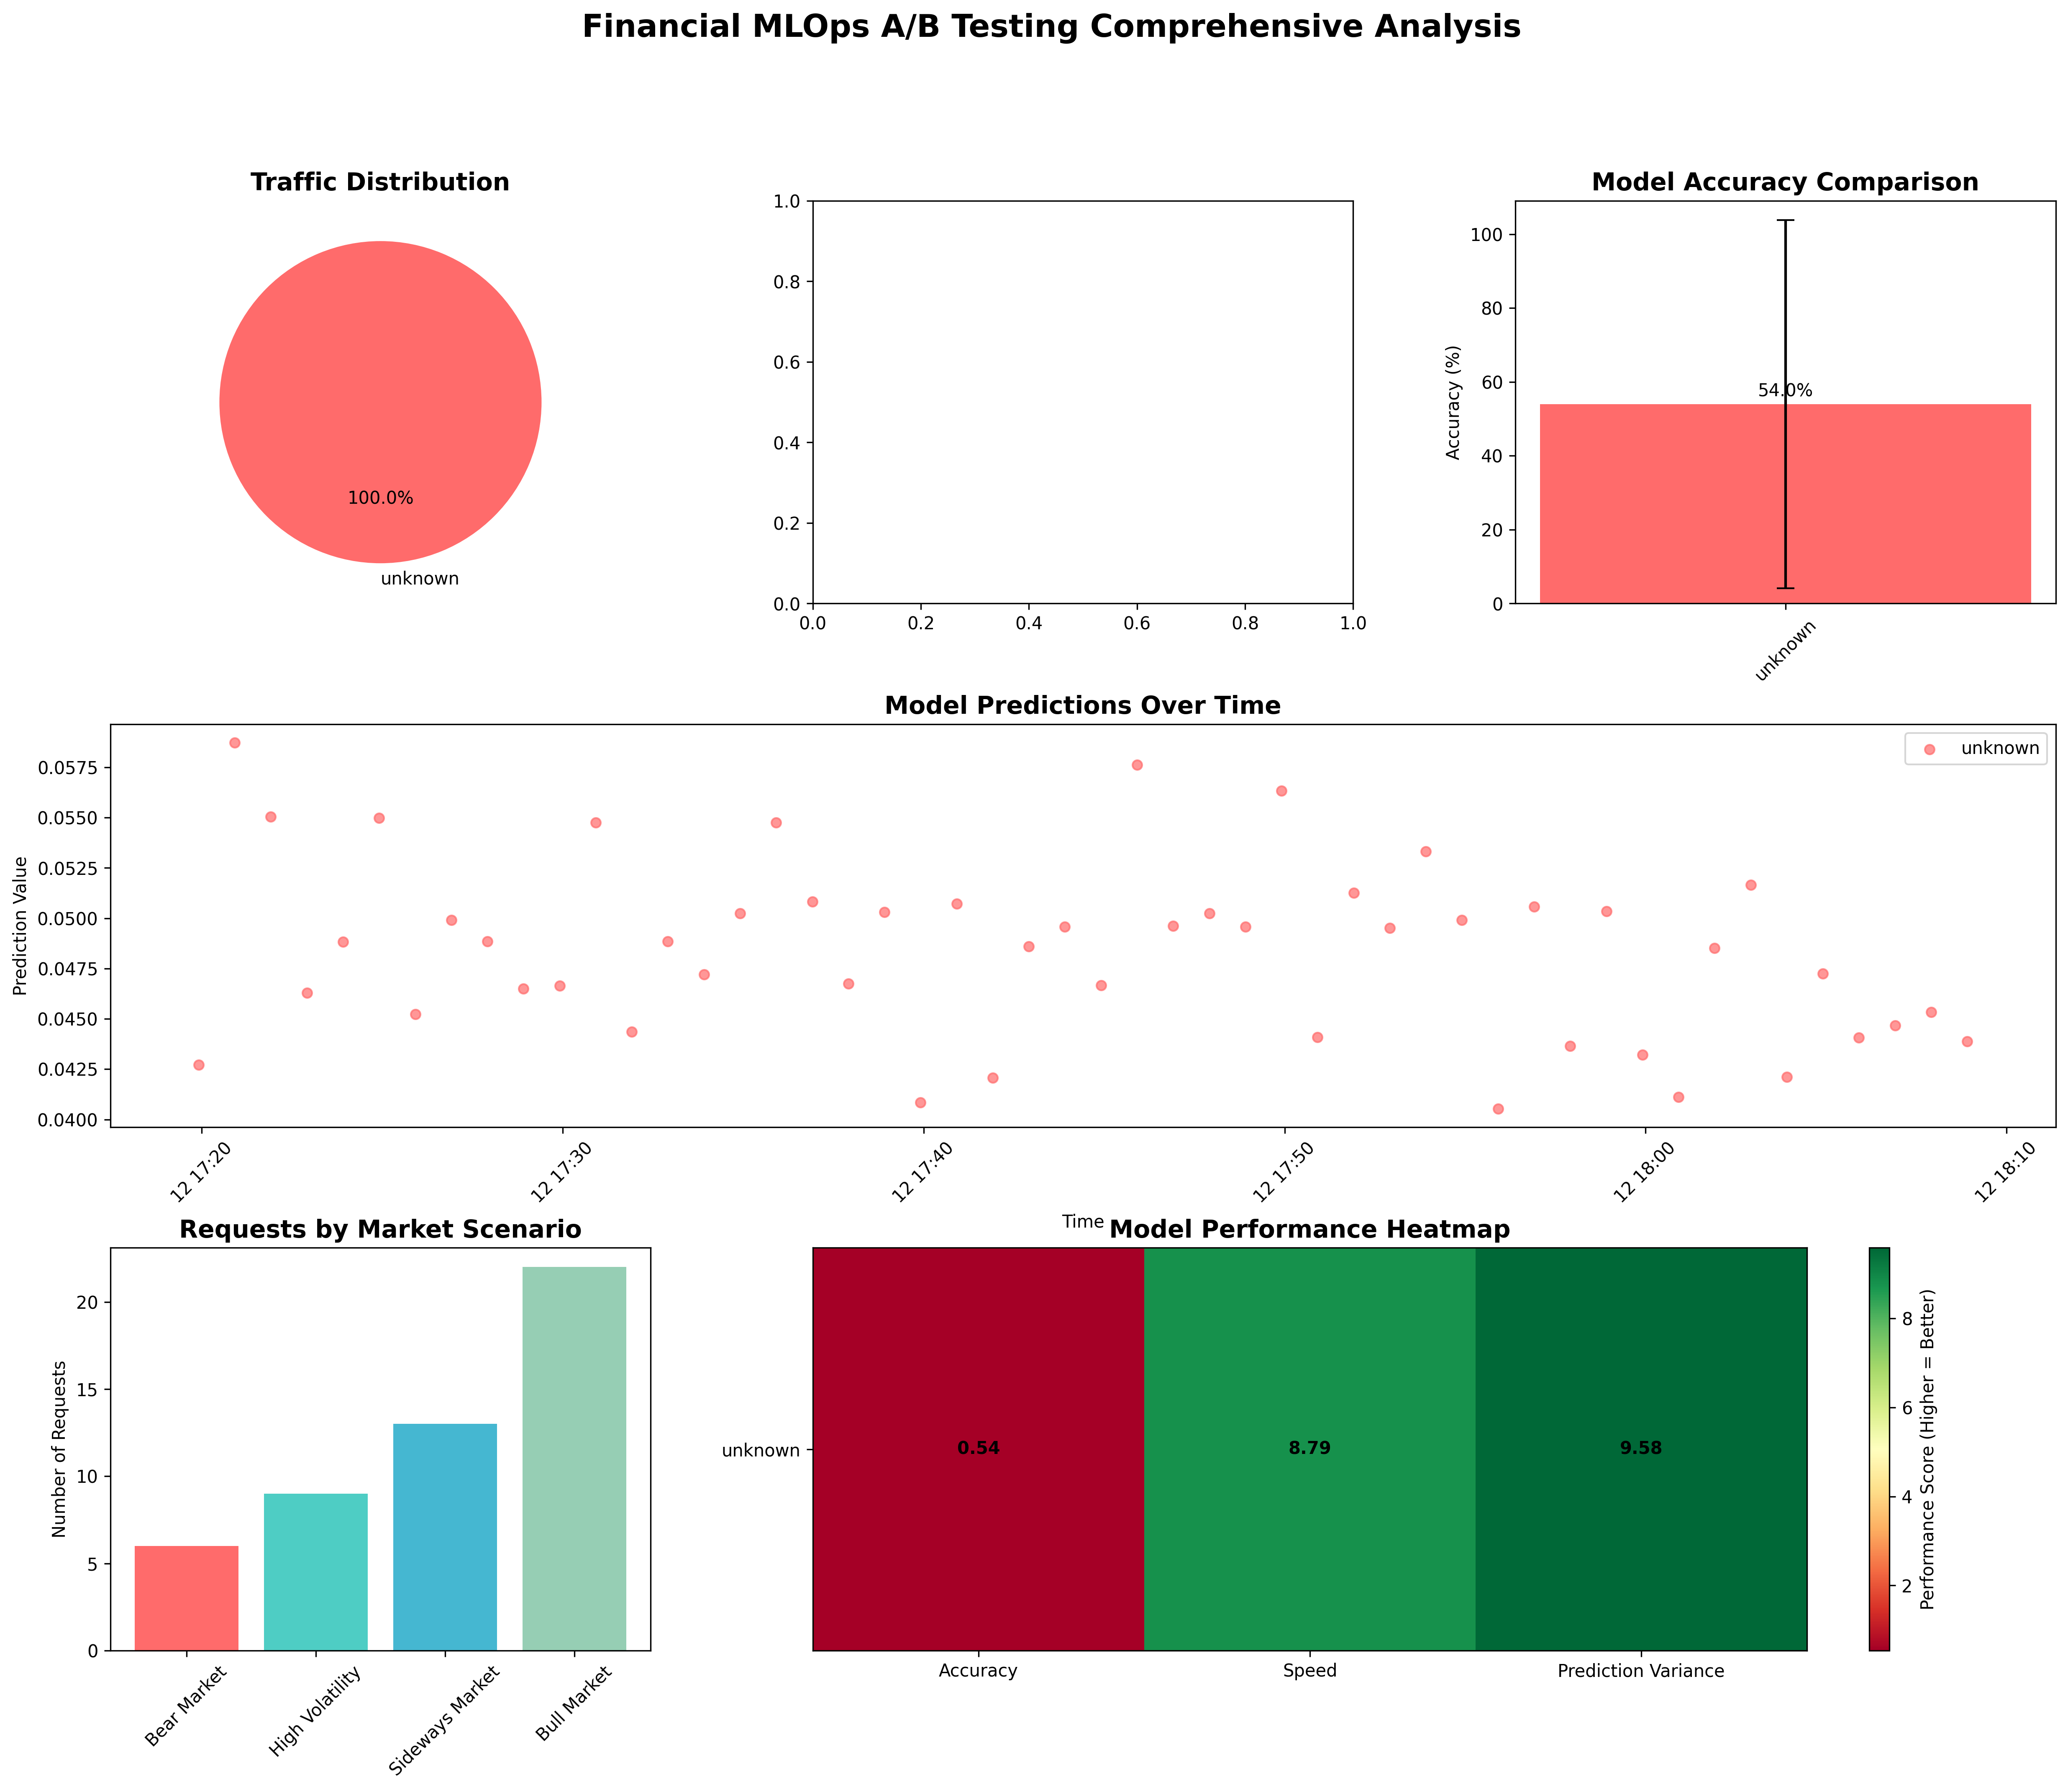 Financial MLOps A/B Testing Comprehensive Analysis
Traffic Distribution
100.0%
unknown
1.0
0.8
0.6
0.4
0.2
0.0
0.0 0.2 0.4 0.6 0.8 1.0
Model Accuracy Comparison
Accuracy (%)
100
80
60
40
20
0
54.0%
unknown
Model Predictions Over Time
Prediction Value
0.0575
0.0550
0.0525
0.0500
0.0475
0.0450
0.0425
0.0400
unknown
12 17:20 12 17:30 12 17:40 12 17:50 12 18:00 12 18:10
Time
Requests by Market Scenario
Number of Requests
20
15
10
5
0
Bear Market High Volatility Sideways Market Bull Market
Model Performance Heatmap
unknown
0.54 8.79 9.58
Accuracy Speed Prediction Variance
8
6
4
2
Performance Score (Higher = Better)